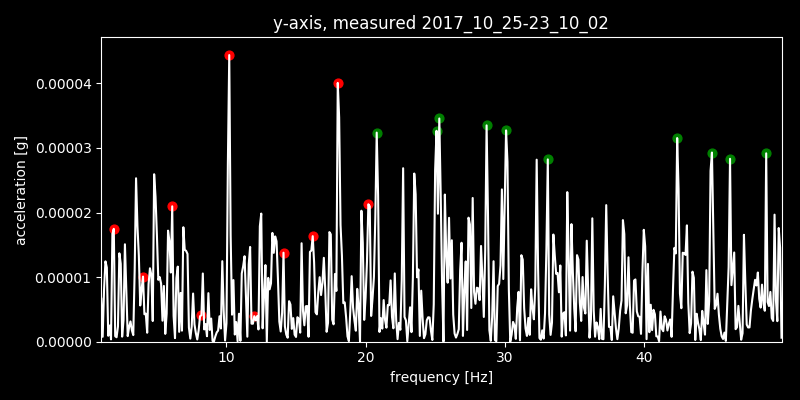 y-axis, measured 2017_10_25-23_10_02
acceleration [g]
0.00004
0.00003
0.00002
0.00001
0.00000
10 20 30 40
frequency [Hz]